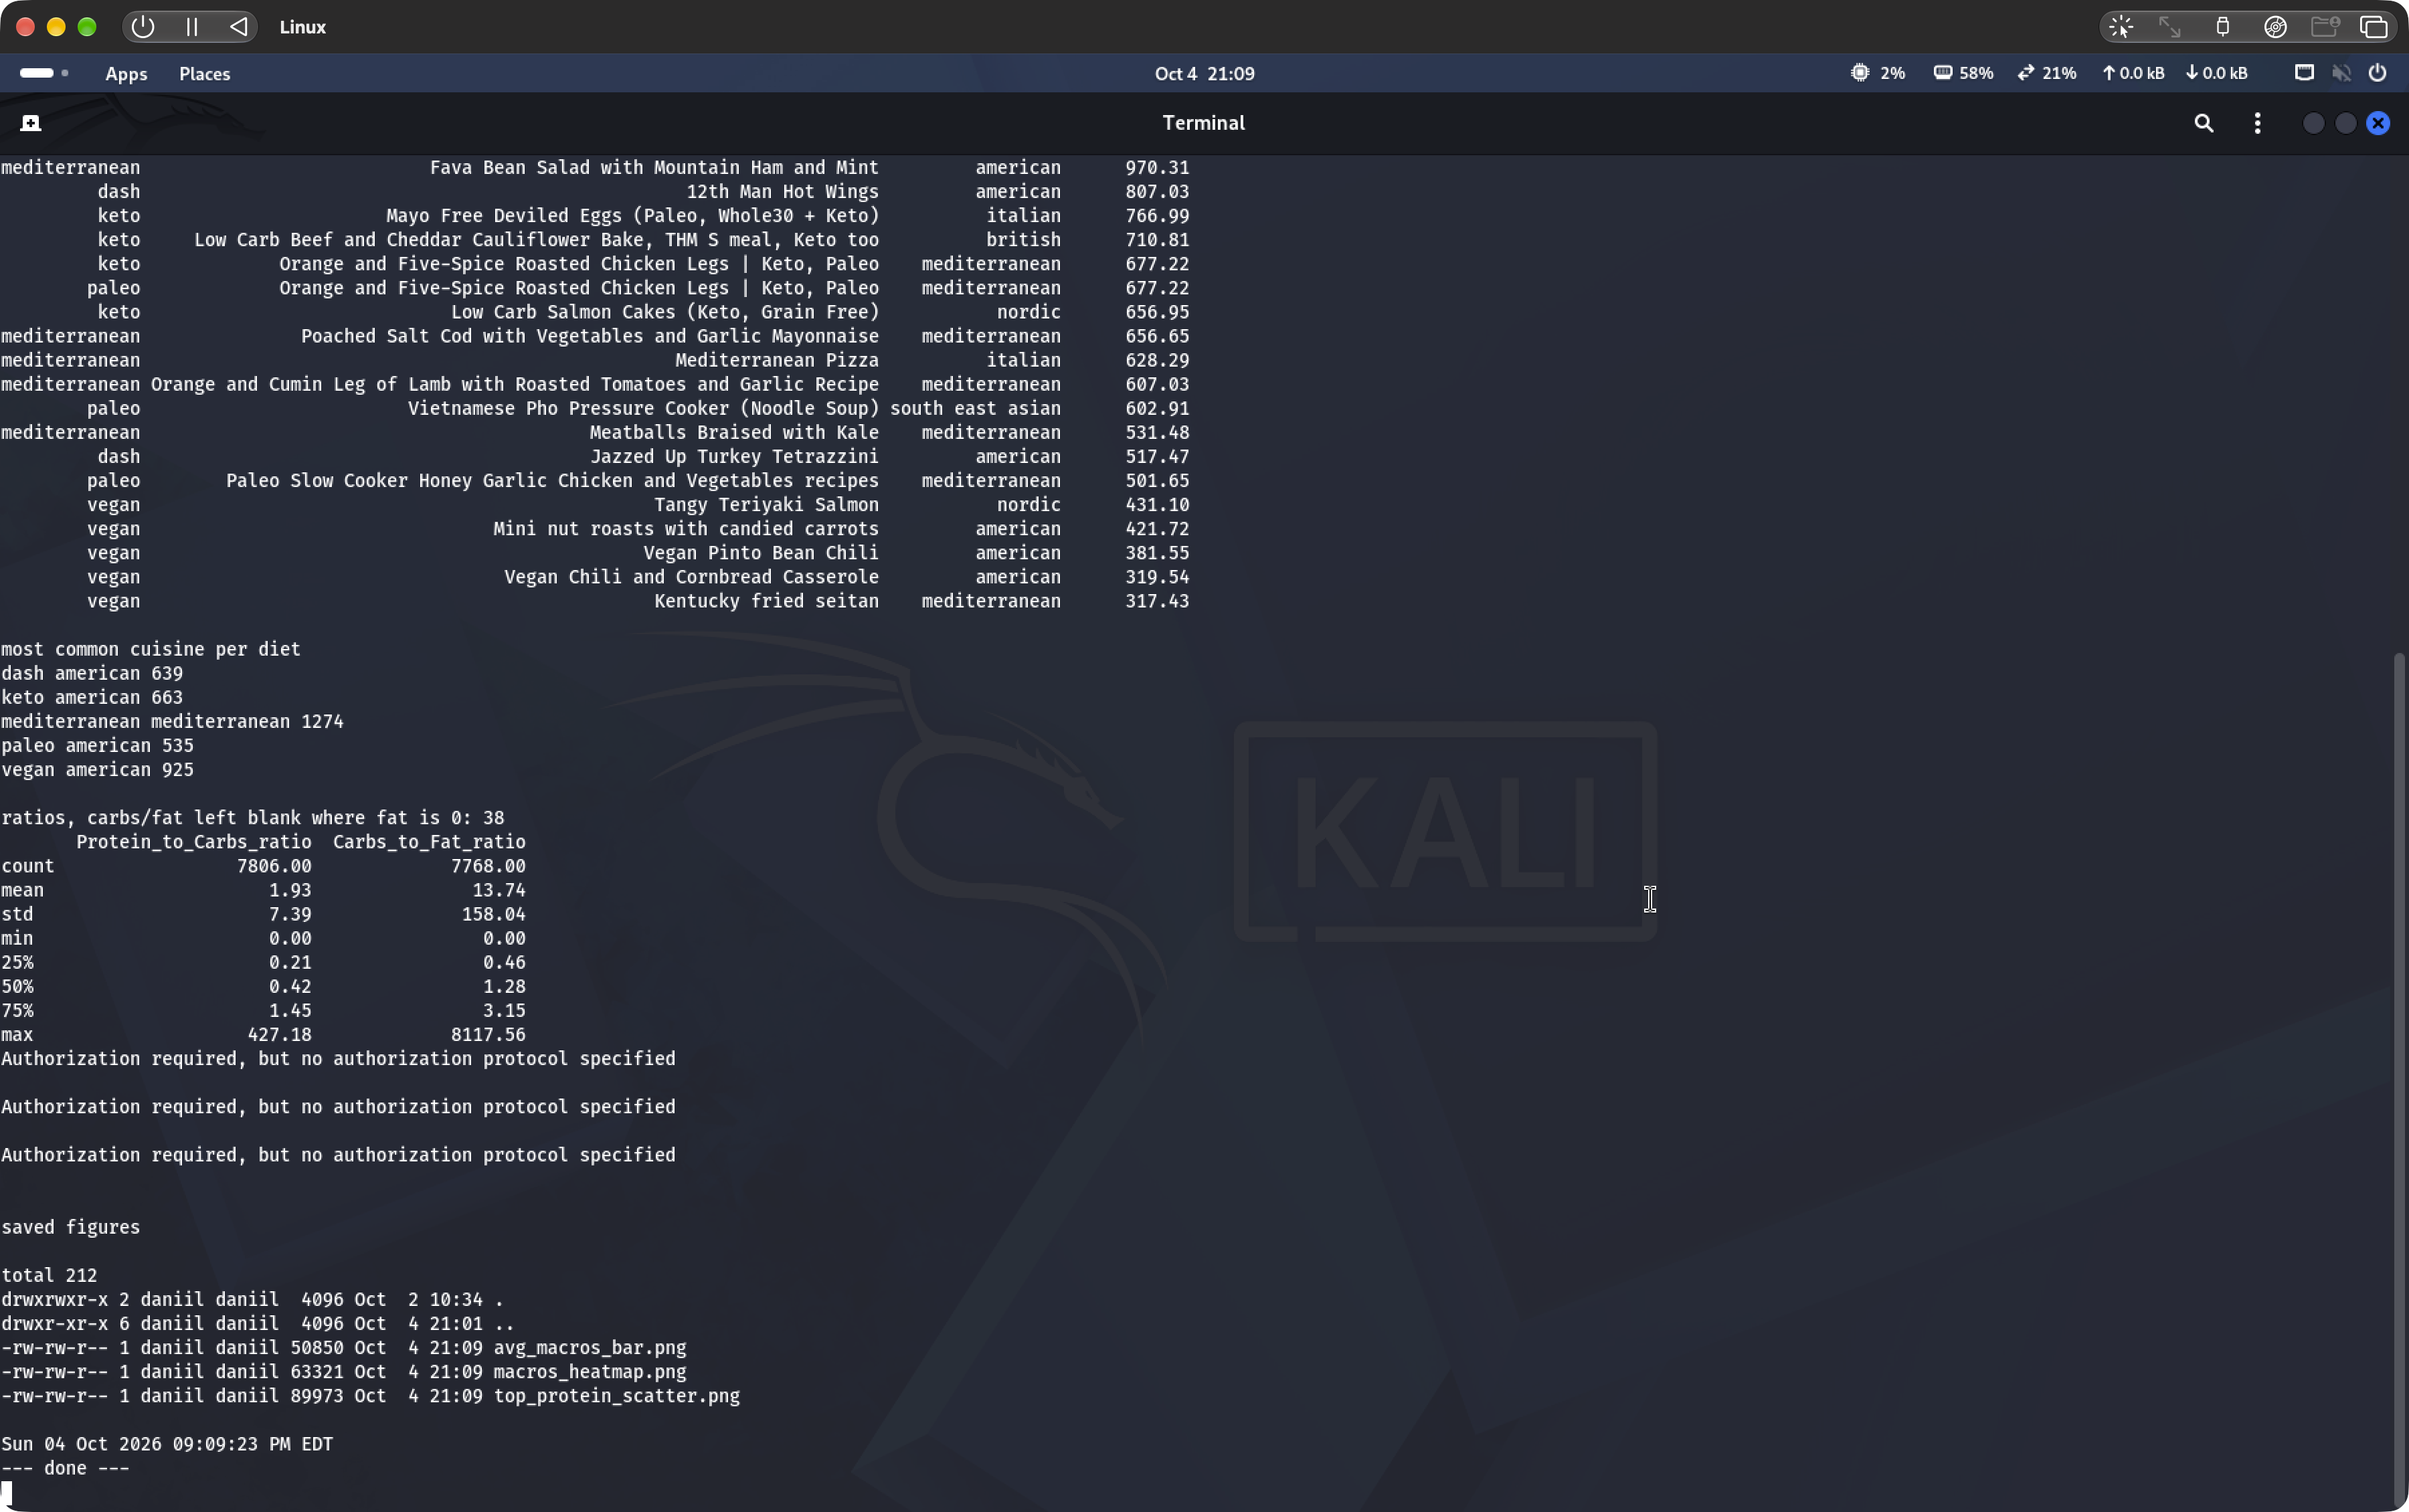 Linux
Apps Places Oct 4 21:09 2% 58% 21% 0.0 kB 0.0 kB
Terminal
mediterranean Fava Bean Salad with Mountain Ham and Mint american 970.31
dash 12th Man Hot Wings american 807.03
keto Mayo Free Deviled Eggs (Paleo, Whole30 + Keto) italian 766.99
keto Low Carb Beef and Cheddar Cauliflower Bake, THM S meal, Keto too british 710.81
keto Orange and Five-Spice Roasted Chicken Legs | Keto, Paleo mediterranean 677.22
paleo Orange and Five-Spice Roasted Chicken Legs | Keto, Paleo mediterranean 677.22
keto Low Carb Salmon Cakes (Keto, Grain Free) nordic 656.95
mediterranean Poached Salt Cod with Vegetables and Garlic Mayonnaise mediterranean 656.65
mediterranean Mediterranean Pizza italian 628.29
mediterranean Orange and Cumin Leg of Lamb with Roasted Tomatoes and Garlic Recipe mediterranean 607.03
paleo Vietnamese Pho Pressure Cooker (Noodle Soup) south east asian 602.91
mediterranean Meatballs Braised with Kale mediterranean 531.48
dash Jazzed Up Turkey Tetrazzini american 517.47
paleo Paleo Slow Cooker Honey Garlic Chicken and Vegetables recipes mediterranean 501.65
vegan Tangy Teriyaki Salmon nordic 431.10
vegan Mini nut roasts with candied carrots american 421.72
vegan Vegan Pinto Bean Chili american 381.55
vegan Vegan Chili and Cornbread Casserole american 319.54
vegan Kentucky fried seitan mediterranean 317.43
most common cuisine per diet
dash american 639
keto american 663
mediterranean mediterranean 1274
paleo american 535
vegan american 925
ratios, carbs/fat left blank where fat is 0: 38
Protein_to_Carbs_ratio Carbs_to_Fat_ratio
count 7806.00 7768.00
mean 1.93 13.74
std 7.39 158.04
min 0.00 0.00
25% 0.21 0.46
50% 0.42 1.28
75% 1.45 3.15
max 427.18 8117.56
KALI
Authorization required, but no authorization protocol specified
Authorization required, but no authorization protocol specified
Authorization required, but no authorization protocol specified
saved figures
total 212
drwxrwxr-x 2 daniil daniil 4096 Oct 2 10:34 .
drwxr-xr-x 6 daniil daniil 4096 Oct 4 21:01 ..
-rw-rw-r-- 1 daniil daniil 50850 Oct 4 21:09 avg_macros_bar.png
-rw-rw-r-- 1 daniil daniil 63321 Oct 4 21:09 macros_heatmap.png
-rw-rw-r-- 1 daniil daniil 89973 Oct 4 21:09 top_protein_scatter.png
Sun 04 Oct 2026 09:09:23 PM EDT
--- done ---